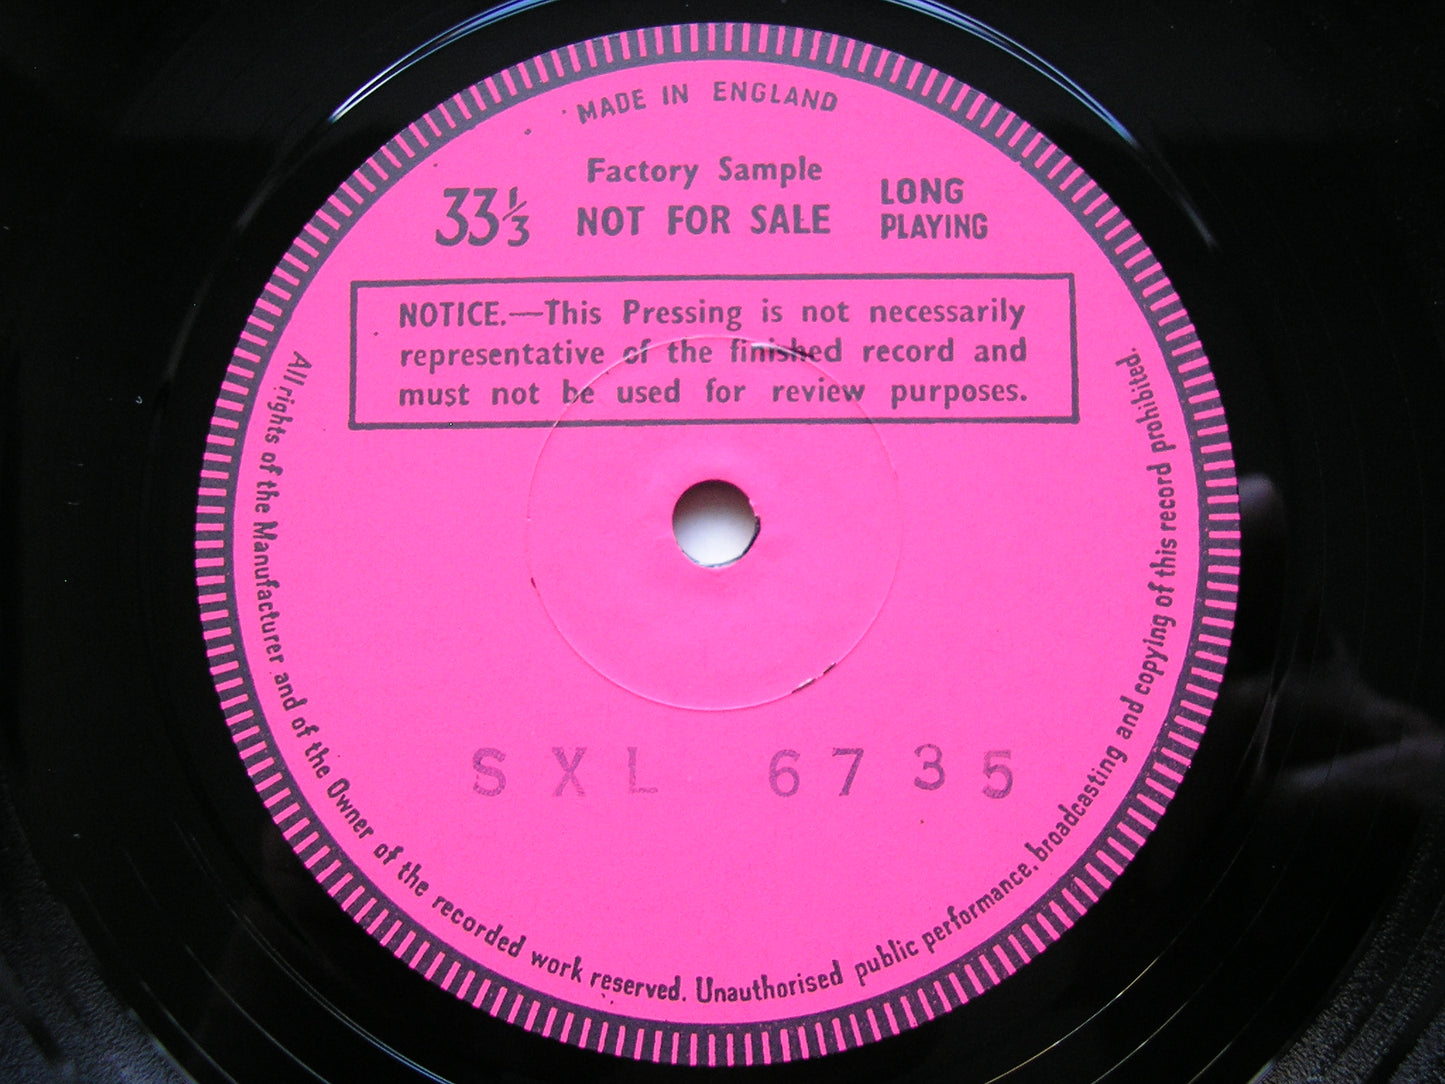 MADE IN ENGLAND
Factory Sample
33⅓ NOT FOR SALE LONG
PLAYING
NOTICE.—This Pressing is not necessarily
representative of the finished record and
must not be used for review purposes.
SXL 6735
All rights of the Manufacturer and of the Owner of the recorded work reserved. Unauthorised public performance, broadcasting and copying of this record prohibited.